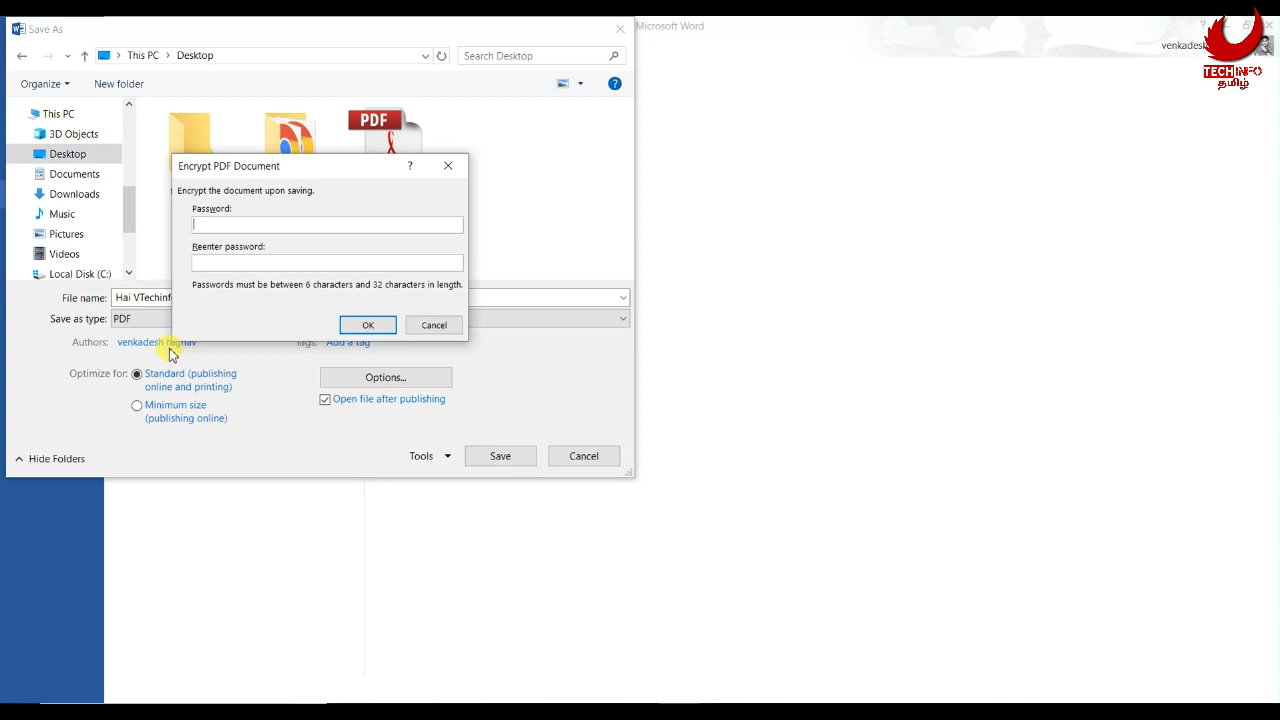 Save As
Microsoft Word
This PC
Desktop
Search Desktop
venkadesh
TECH INFO
தமிழ்
Organize
New folder
?
This PC
3D Objects
Desktop
Documents
Downloads
Music
Pictures
Videos
Local Disk (C:)
PDF
Encrypt PDF Document
?
Encrypt the document upon saving.
Password:
Reenter password:
Passwords must be between 6 characters and 32 characters in length.
OK
Cancel
File name:
Hai VTechinf
Save as type:
PDF
Authors:
venkadesh raghav
Tags:
Add a tag
Optimize for:
Standard (publishing
online and printing)
Minimum size
(publishing online)
Options...
Open file after publishing
Hide Folders
Tools
Save
Cancel